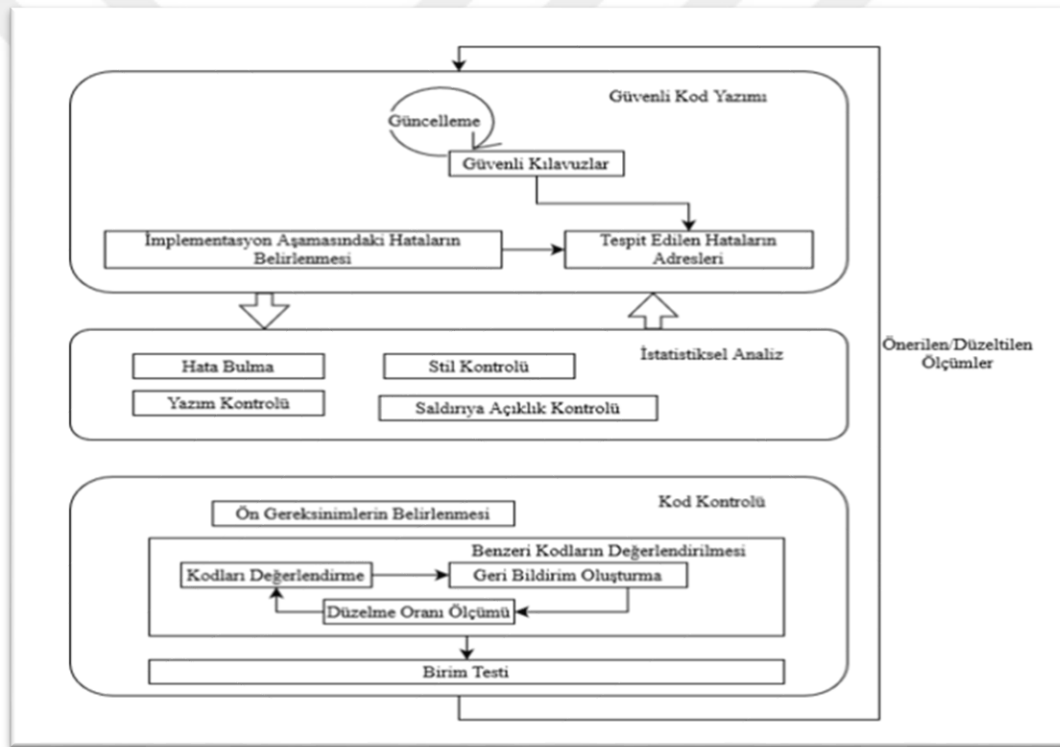 Güvenli Kod Yazımı
Güncelleme
Güvenli Kılavuzlar
İmplementasyon Aşamasındaki Hataların
Belirlenmesi
Tespit Edilen Hataların
Adresleri
İstatistiksel Analiz
Hata Bulma
Stil Kontrolü
Yazım Kontrolü
Saldırıya Açıklık Kontrolü
Önerilen/Düzeltilen
Ölçümler
Kod Kontrolü
Ön Gereksinimlerin Belirlenmesi
Benzeri Kodların Değerlendirilmesi
Kodları Değerlendirme
Geri Bildirim Oluşturma
Düzelme Oranı Ölçümü
Birim Testi